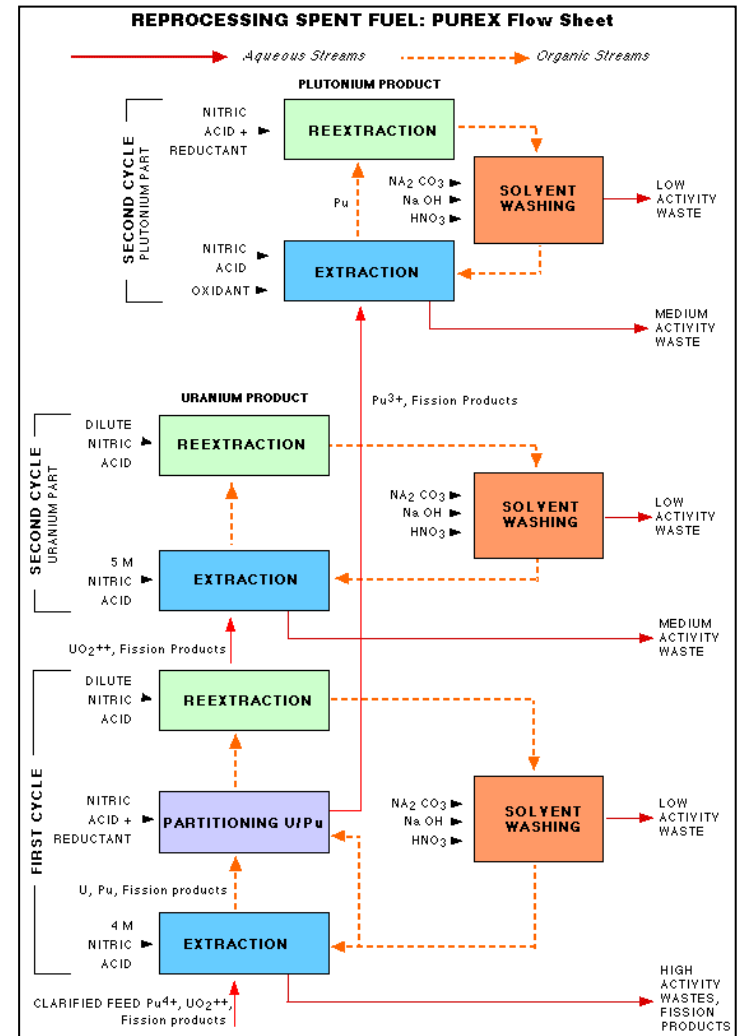 REPROCESSING SPENT FUEL: PUREX Flow Sheet
Aqueous Streams
Organic Streams
PLUTONIUM PRODUCT
SECOND CYCLE
PLUTONIUM PART
NITRIC
ACID +
REDUCTANT
REEXTRACTION
Pu
NA2 CO3
Na OH
HNO3
SOLVENT
WASHING
LOW
ACTIVITY
WASTE
NITRIC
ACID
OXIDANT
EXTRACTION
MEDIUM
ACTIVITY
WASTE
Pu3+, Fission Products
URANIUM PRODUCT
SECOND CYCLE
URANIUM PART
DILUTE
NITRIC
ACID
REEXTRACTION
NA2 CO3
Na OH
HNO3
SOLVENT
WASHING
LOW
ACTIVITY
WASTE
5 M
NITRIC
ACID
EXTRACTION
MEDIUM
ACTIVITY
WASTE
UO2++, Fission Products
FIRST CYCLE
DILUTE
NITRIC
ACID
REEXTRACTION
NITRIC
ACID +
REDUCTANT
PARTITIONING U/Pu
NA2 CO3
Na OH
HNO3
SOLVENT
WASHING
LOW
ACTIVITY
WASTE
U, Pu, Fission products
4 M
NITRIC
ACID
EXTRACTION
HIGH
ACTIVITY
WASTES,
FISSION
PRODUCTS
CLARIFIED FEED Pu4+, UO2++,
Fission products